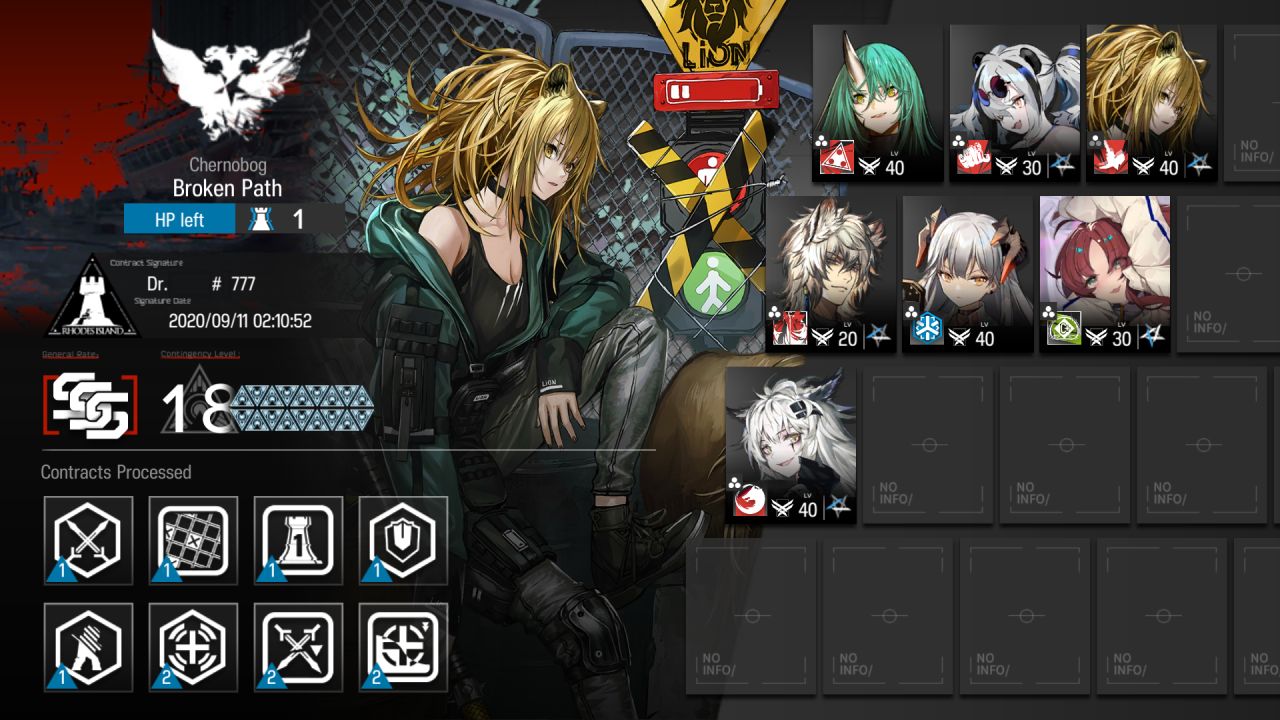 Chernobog
Broken Path
HP left
1
Contract Signature
Dr. # 777
Signature Date
2020/09/11 02:10:52
RHODES ISLAND
General Rate:
Contingency Level:
18
Contracts Processed
1
1
1
1
1
1
2
2
2
LiON
LiON
LV
40
LV
30
LV
40
NO
INFO/
LV
20
LV
40
LV
30
NO
INFO/
LV
40
NO
INFO/
NO
INFO/
NO
INFO/
NO
INFO/
NO
INFO/
NO
INFO/
NO
INFO/
NO
INFO